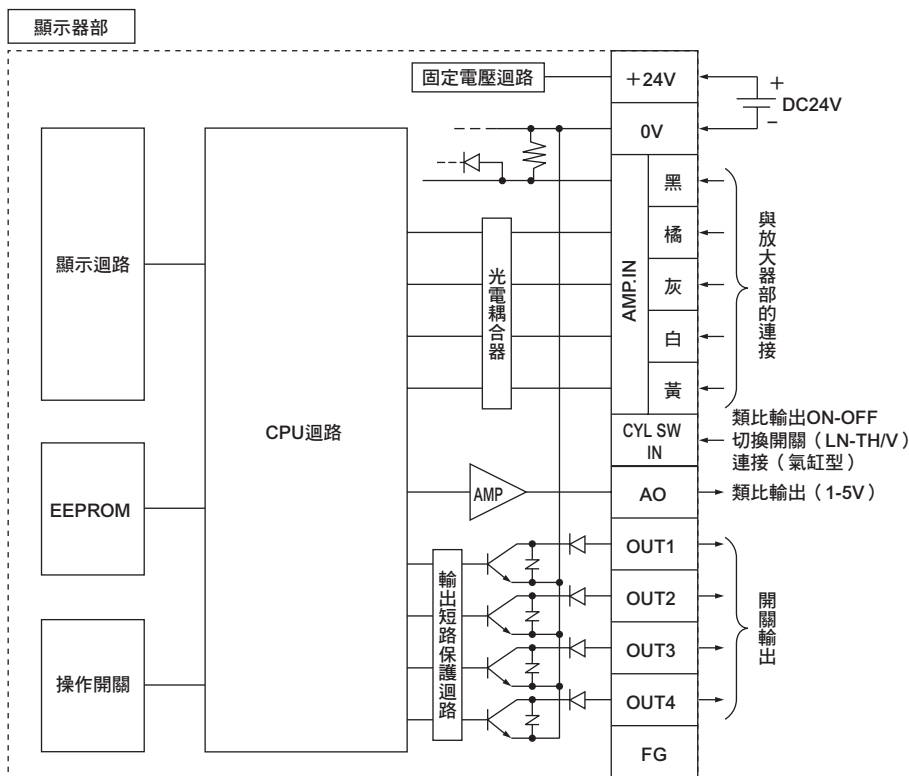 顯示器部
固定電壓迴路
+24V
+
DC24V
−
0V
黑
橘
灰
白
黃
AMP.IN
與放大器部的連接
顯示迴路
光電耦合器
CPU迴路
CYL SW
IN
類比輸出ON-OFF
切換開關（LN-TH/V）
連接（氣缸型）
EEPROM
AMP
AO
類比輸出（1-5V）
輸出短路保護迴路
OUT1
OUT2
OUT3
OUT4
開關輸出
操作開關
FG